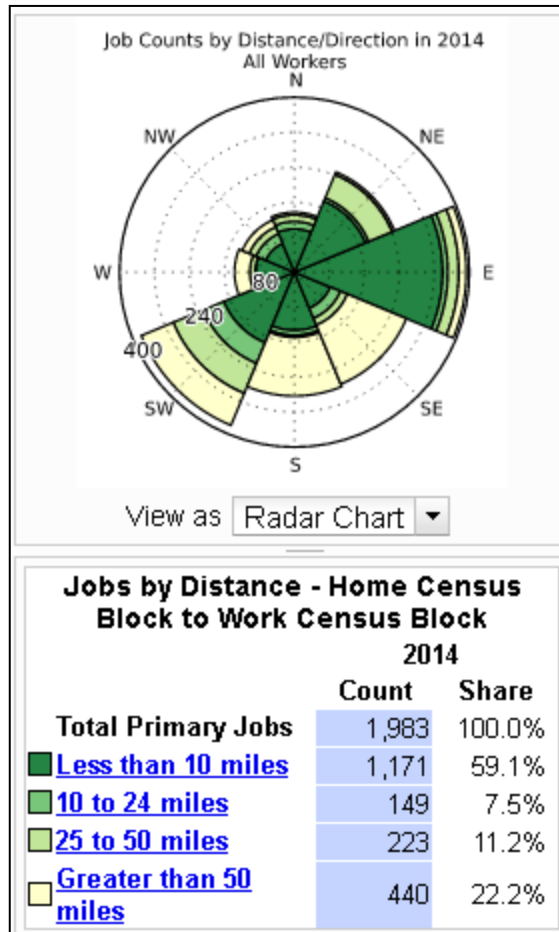 Job Counts by Distance/Direction in 2014
All Workers
N
NW
NE
W
80
E
240
400
SW
SE
S
View as Radar Chart
Jobs by Distance - Home Census
Block to Work Census Block
2014
Count Share
Total Primary Jobs 1,983 100.0%
Less than 10 miles 1,171 59.1%
10 to 24 miles 149 7.5%
25 to 50 miles 223 11.2%
Greater than 50
miles 440 22.2%